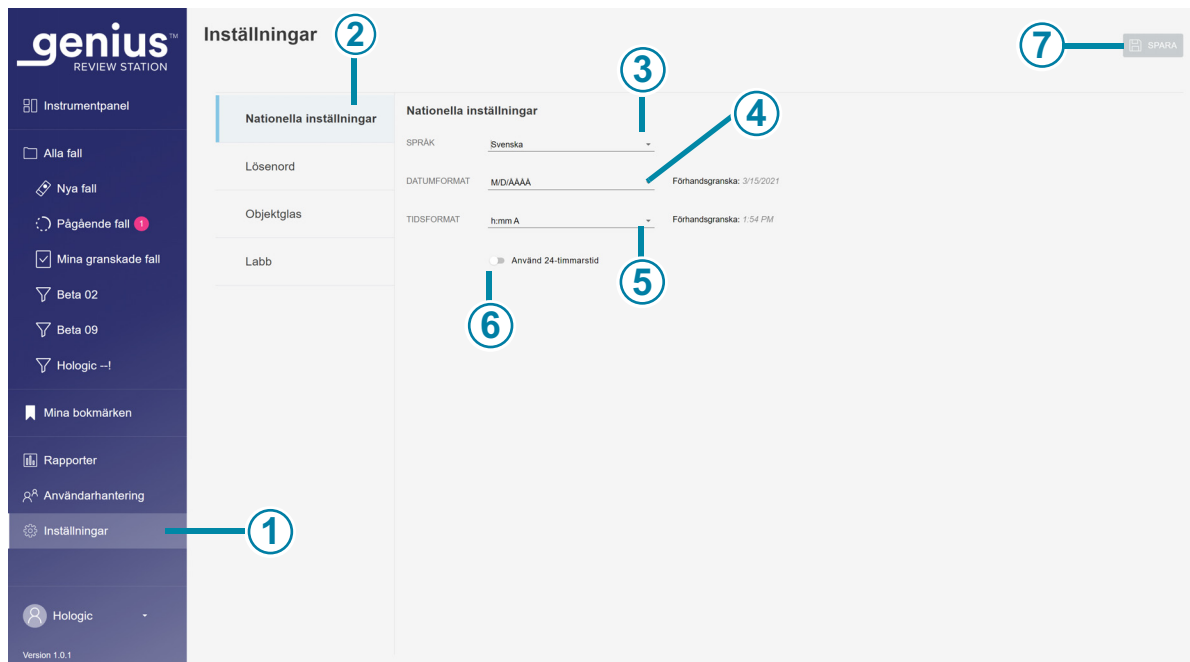 genius™
REVIEW STATION
Instrumentpanel
Alla fall
Nya fall
Pågående fall 1
Mina granskade fall
Beta 02
Beta 09
Hologic --!
Mina bokmärken
Rapporter
Användarhantering
Inställningar
1
Hologic
Version 1.0.1
Inställningar
2
7
SPARA
Nationella inställningar
Lösenord
Objektglas
Labb
Nationella inställningar
3
4
SPRÅK Svenska
DATUMFORMAT M/D/ÅÅÅÅ Förhandsgranska: 3/15/2021
TIDSFORMAT h:mm A Förhandsgranska: 1:54 PM
Använd 24-timmarstid
5
6